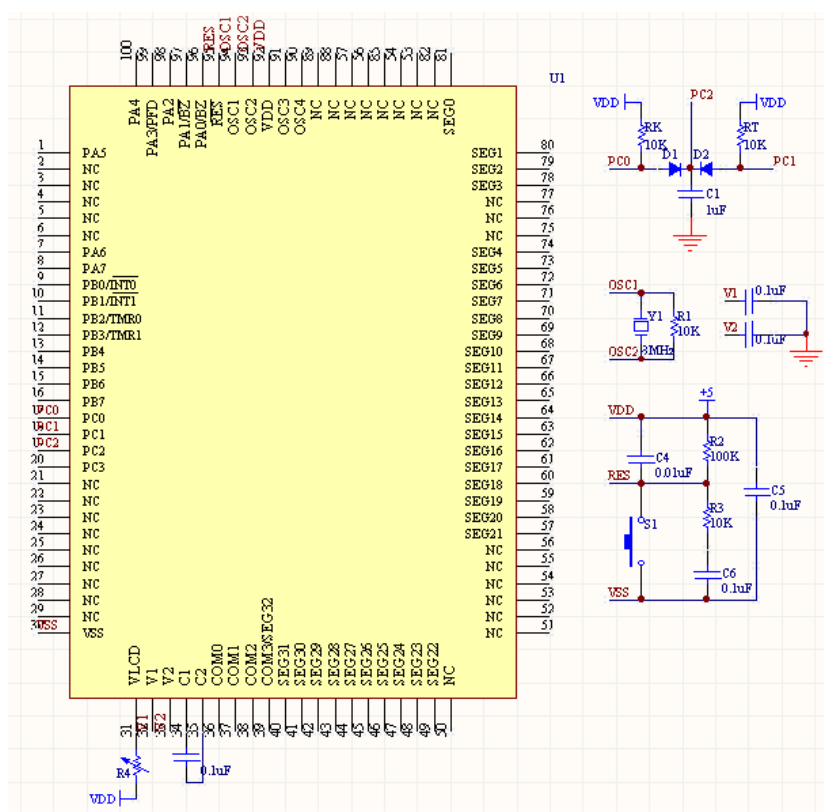 100 99 98 97 96 95 94 93 92 91 90 89 88 57 56 85 54 53 82 81
RES OSC1 OSC2 VDD
U1
PA4 PA3/PFD PA2 PA1/BZ PA0/BZ RES OSC1 OSC2 VDD OSC3 OSC4 NC NC NC NC NC NC NC NC SEG0
1 PA5
2 NC
3 NC
4 NC
5 NC
6 NC
7 PA6
8 PA7
9 PB0/INT0
10 PB1/INT1
11 PB2/TMR0
12 PB3/TMR1
13 PB4
14 PB5
15 PB6
16 PB7
PC0 PC0
PC1 PC1
PC2 PC2
20 PC3
21 NC
22 NC
23 NC
24 NC
25 NC
26 NC
27 NC
28 NC
29 NC
30 VSS VSS
SEG1 80
SEG2 79
SEG3 78
NC 77
NC 76
NC 75
SEG4 74
SEG5 73
SEG6 72
SEG7 71
SEG8 70
SEG9 69
SEG10 68
SEG11 67
SEG12 66
SEG13 65
SEG14 64
SEG15 63
SEG16 62
SEG17 61
SEG18 60
SEG19 59
SEG20 58
SEG21 57
NC 56
NC 55
NC 54
NC 53
NC 52
NC 51
VLCD V1 V2 C1 C2 COM0 COM1 COM2 COM3/SEG32 SEG31 SEG30 SEG29 SEG28 SEG27 SEG26 SEG25 SEG24 SEG23 SEG22 NC
31 V1 V2 34 35 36 37 38 39 40 41 42 43 44 45 46 47 48 49 50
R4
0.1uF
VDD
PC2
VDD VDD
RK RT
10K 10K
D1 D2
PC0 PC1
C1
1uF
OSC1
Y1 R1
10K
OSC2 3MHz
V1 0.1uF
V2 0.1uF
+5
VDD
R2
C4 100K
0.01uF
RES
C5
R3 0.1uF
S1 10K
C6
0.1uF
VSS